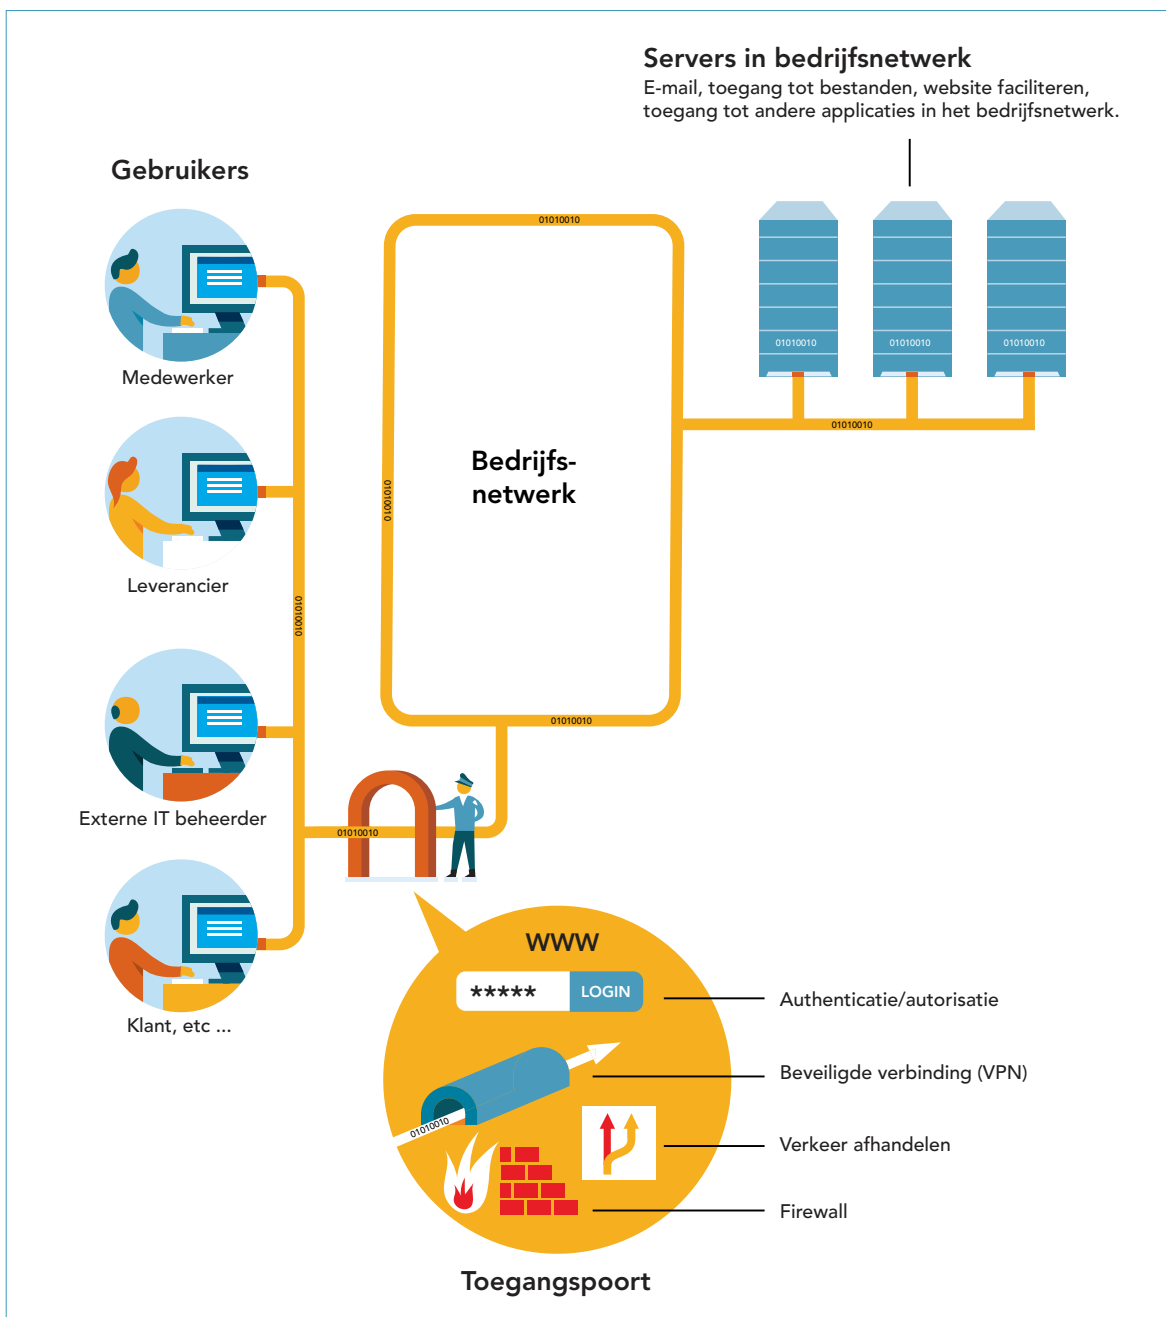 Servers in bedrijfsnetwerk
E-mail, toegang tot bestanden, website faciliteren,
toegang tot andere applicaties in het bedrijfsnetwerk.
Gebruikers
01010010
01010010
01010010
01010010
01010010
Medewerker
Bedrijfs-
netwerk
01010010
Leverancier
01010010
01010010
Externe IT beheerder
01010010
WWW
***** LOGIN
Authenticatie/autorisatie
Klant, etc ...
Beveiligde verbinding (VPN)
01010010
Verkeer afhandelen
Firewall
Toegangspoort